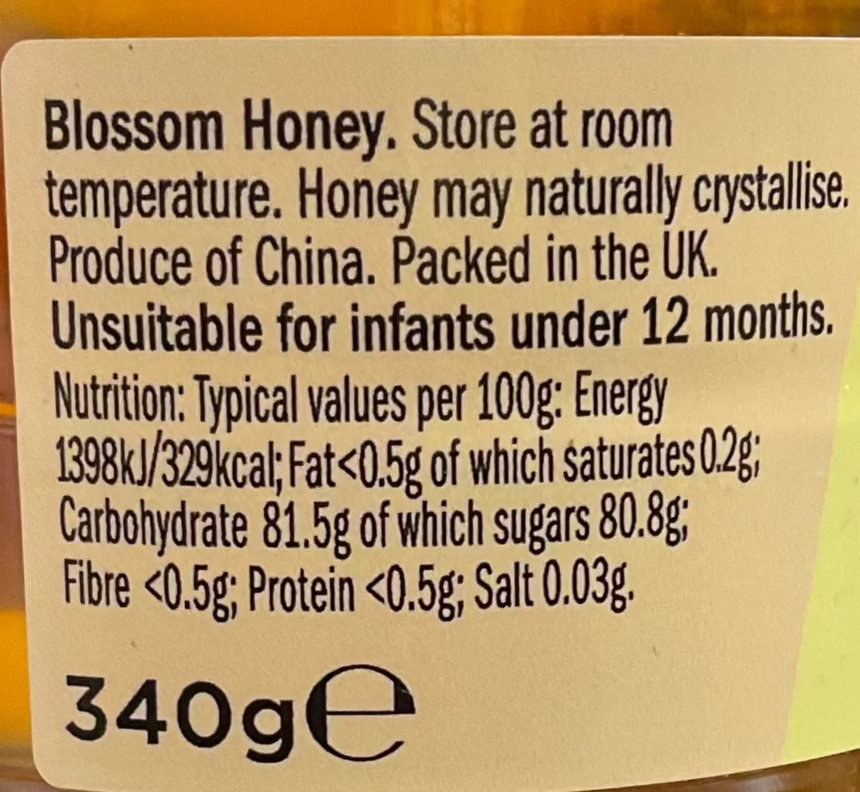 Blossom Honey. Store at room
temperature. Honey may naturally crystallise.
Produce of China. Packed in the UK.
Unsuitable for infants under 12 months.
Nutrition: Typical values per 100g: Energy
1398kJ/329kcal; Fat<0.5g of which saturates 0.2g;
Carbohydrate 81.5g of which sugars 80.8g;
Fibre <0.5g; Protein <0.5g; Salt 0.03g.
340g℮